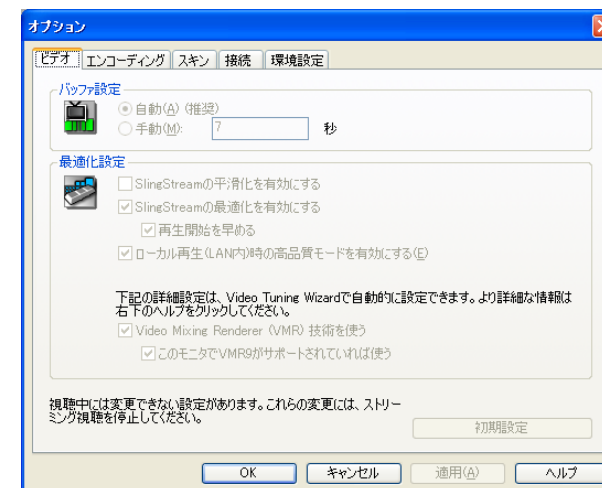 オプション
ビデオ エンコーディング スキン 接続 環境設定
バッファ設定
自動(A) (推奨)
手動(M): 7 秒
最適化設定
SlingStreamの平滑化を有効にする
SlingStreamの最適化を有効にする
再生開始を早める
ローカル再生(LAN内)時の高品質モードを有効にする(E)
下記の詳細設定は、Video Tuning Wizardで自動的に設定できます。より詳細な情報は
右下のヘルプをクリックしてください。
Video Mixing Renderer (VMR) 技術を使う
このモニタでVMR9がサポートされていれば使う
視聴中には変更できない設定があります。これらの変更には、ストリー
ミング視聴を停止してください。
初期設定
OK キャンセル 適用(A) ヘルプ